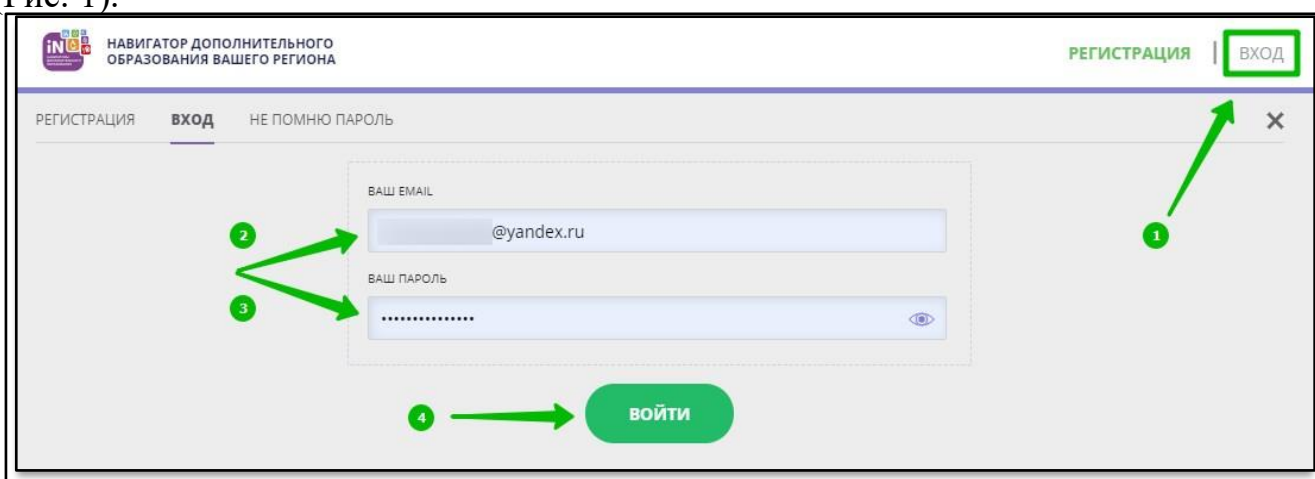 (Рис. 1).
iNO
НАВИГАТОР ДОПОЛНИТЕЛЬНОГО
ОБРАЗОВАНИЯ ВАШЕГО РЕГИОНА
РЕГИСТРАЦИЯ | ВХОД
РЕГИСТРАЦИЯ ВХОД НЕ ПОМНЮ ПАРОЛЬ
1
ВАШ EMAIL
2
@yandex.ru
ВАШ ПАРОЛЬ
3
•••••••••••••••
4
ВОЙТИ